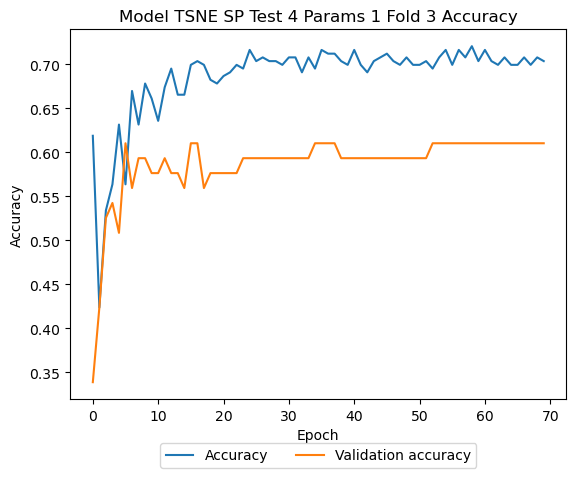 Model TSNE SP Test 4 Params 1 Fold 3 Accuracy
Accuracy
0.70
0.65
0.60
0.55
0.50
0.45
0.40
0.35
0 10 20 30 40 50 60 70
Epoch
Accuracy Validation accuracy